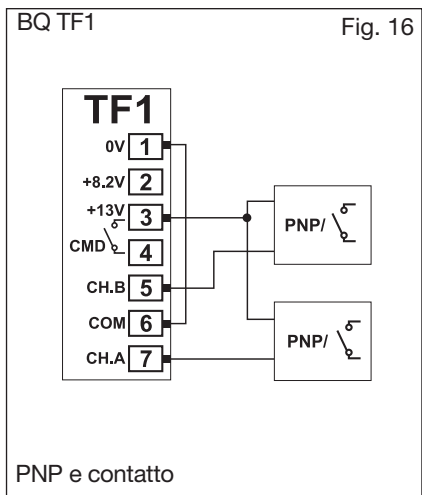 BQ TF1
Fig. 16
TF1
0V 1
+8.2V 2
+13V 3
CMD 4
CH.B 5
COM 6
CH.A 7
PNP/
PNP/
PNP e contatto